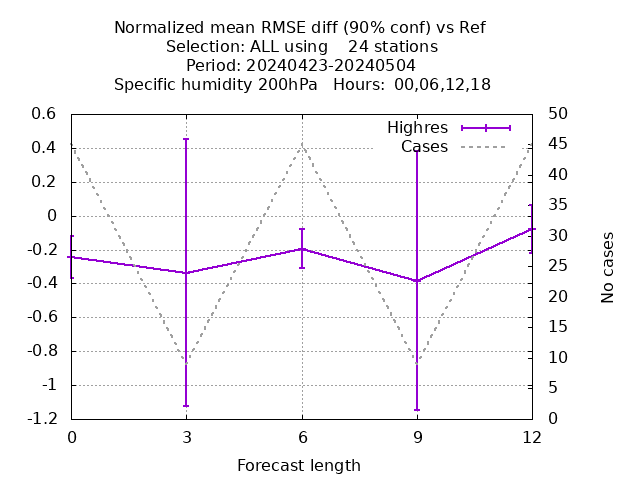 Normalized mean RMSE diff (90% conf) vs Ref
Selection: ALL using 24 stations
Period: 20240423-20240504
Specific humidity 200hPa Hours: 00,06,12,18
Highres
Cases
0.6
0.4
0.2
0
-0.2
-0.4
-0.6
-0.8
-1
-1.2
50
45
40
35
30
25
20
15
10
5
0
No cases
0 3 6 9 12
Forecast length